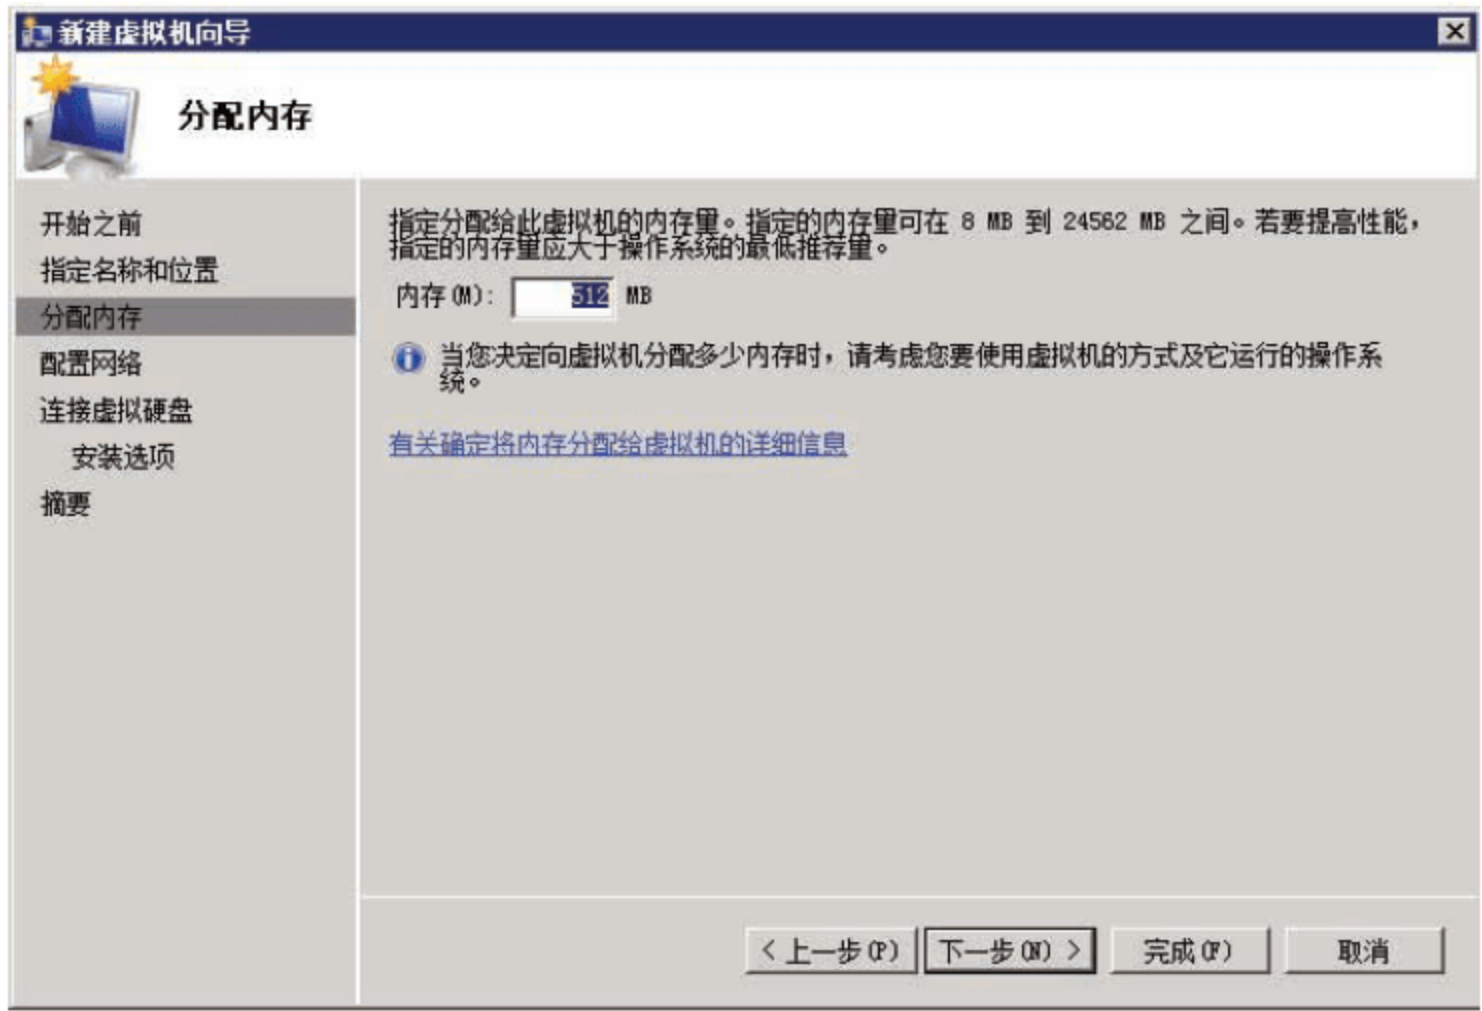 新建虚拟机向导
分配内存
开始之前
指定名称和位置
分配内存
配置网络
连接虚拟硬盘
安装选项
摘要
指定分配给此虚拟机的内存量。指定的内存量可在 8 MB 到 24562 MB 之间。若要提高性能，
指定的内存量应大于操作系统的最低推荐量。
内存(M): 512 MB
当您决定向虚拟机分配多少内存时，请考虑您要使用虚拟机的方式及它运行的操作系
统。
有关确定将内存分配给虚拟机的详细信息
< 上一步(P) 下一步(N) > 完成(F) 取消